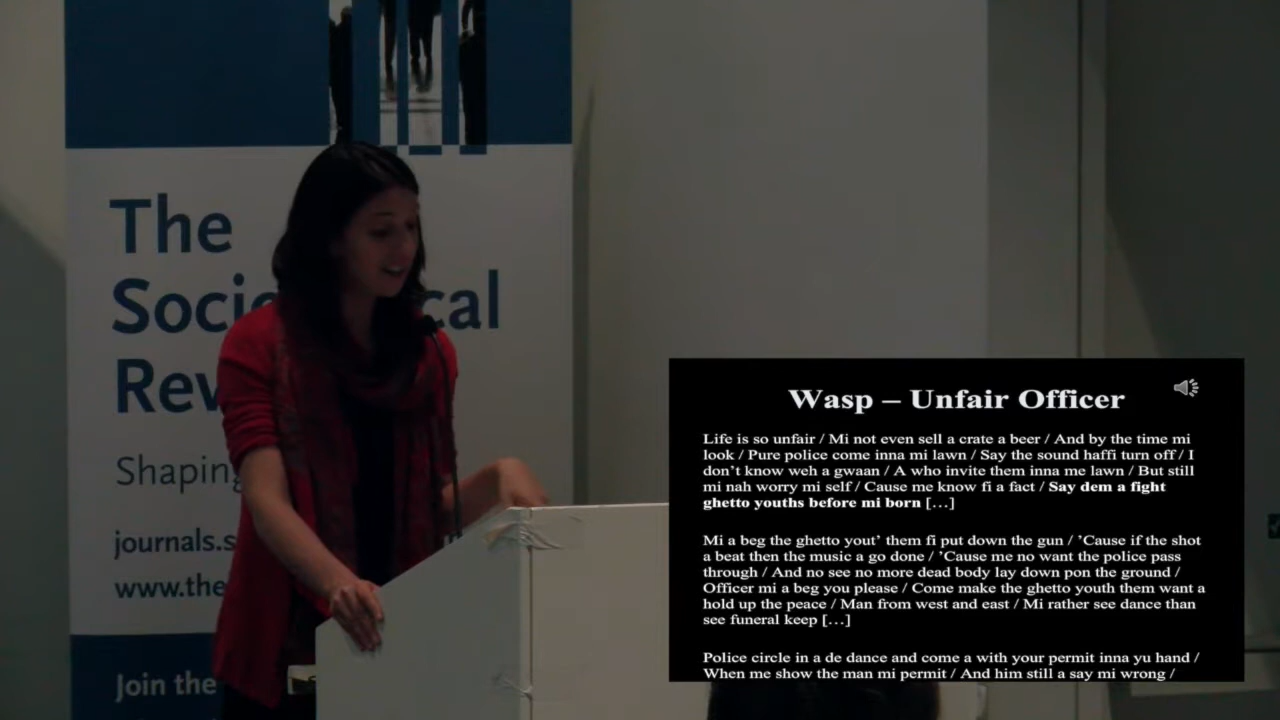 The
Socio cal
Rev
Shaping
journals.s
www.the
Join the
Wasp – Unfair Officer
Life is so unfair / Mi not even sell a crate a beer / And by the time mi
look / Pure police come inna mi lawn / Say the sound haffi turn off / I
don't know weh a gwaan / A who invite them inna me lawn / But still
mi nah worry mi self / Cause me know fi a fact / Say dem a fight
ghetto youths before mi born […]
Mi a beg the ghetto yout' them fi put down the gun / 'Cause if the shot
a beat then the music a go done / 'Cause me no want the police pass
through / And no see no more dead body lay down pon the ground /
Officer mi a beg you please / Come make the ghetto youth them want a
hold up the peace / Man from west and east / Mi rather see dance than
see funeral keep […]
Police circle in a de dance and come a with your permit inna yu hand /
When me show the man mi permit / And him still a say mi wrong /